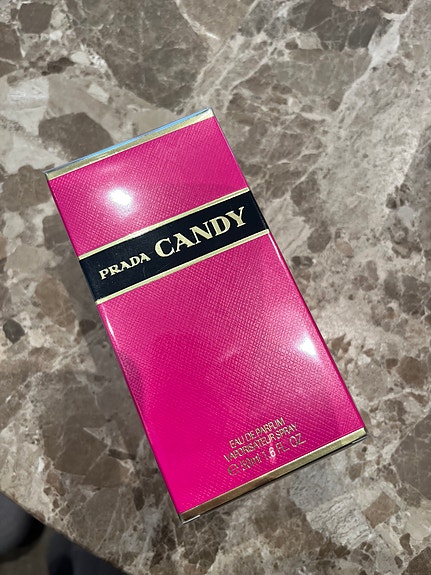 PRADA CANDY
EAU DE PARFUM
VAPORISATEUR SPRAY
℮ 50ml 1.6 FL. OZ